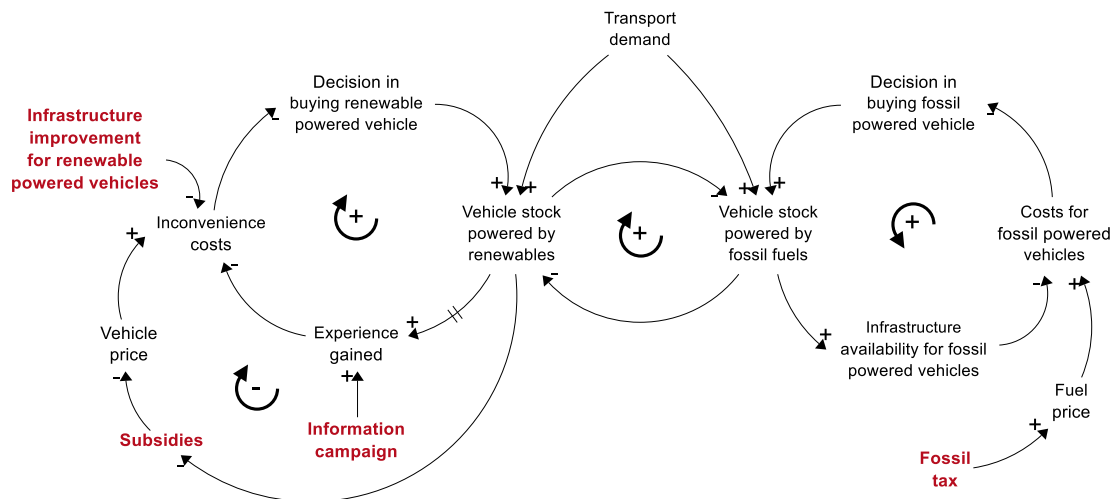 Transport
demand
Decision in
buying renewable
powered vehicle
Decision in
buying fossil
powered vehicle
Infrastructure
improvement
for renewable
powered vehicles
Inconvenience
costs
Vehicle stock
powered by
renewables
Vehicle stock
powered by
fossil fuels
Costs for
fossil powered
vehicles
Vehicle
price
Experience
gained
Infrastructure
availability for fossil
powered vehicles
Fuel
price
Subsidies
Information
campaign
Fossil
tax